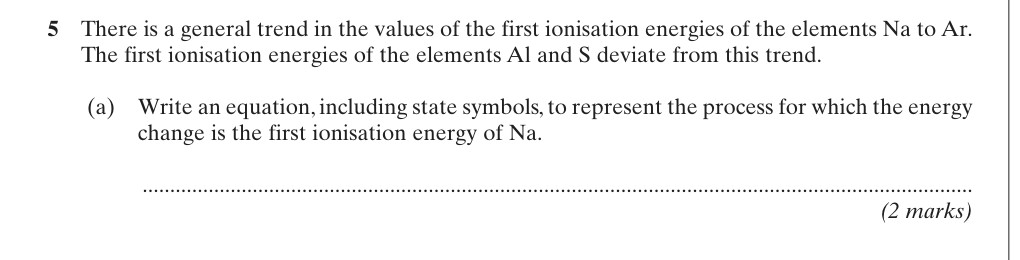 5 There is a general trend in the values of the first ionisation energies of the elements Na to Ar.
The first ionisation energies of the elements Al and S deviate from this trend.
(a) Write an equation, including state symbols, to represent the process for which the energy
change is the first ionisation energy of Na.
....................................................................................................................................................
(2 marks)